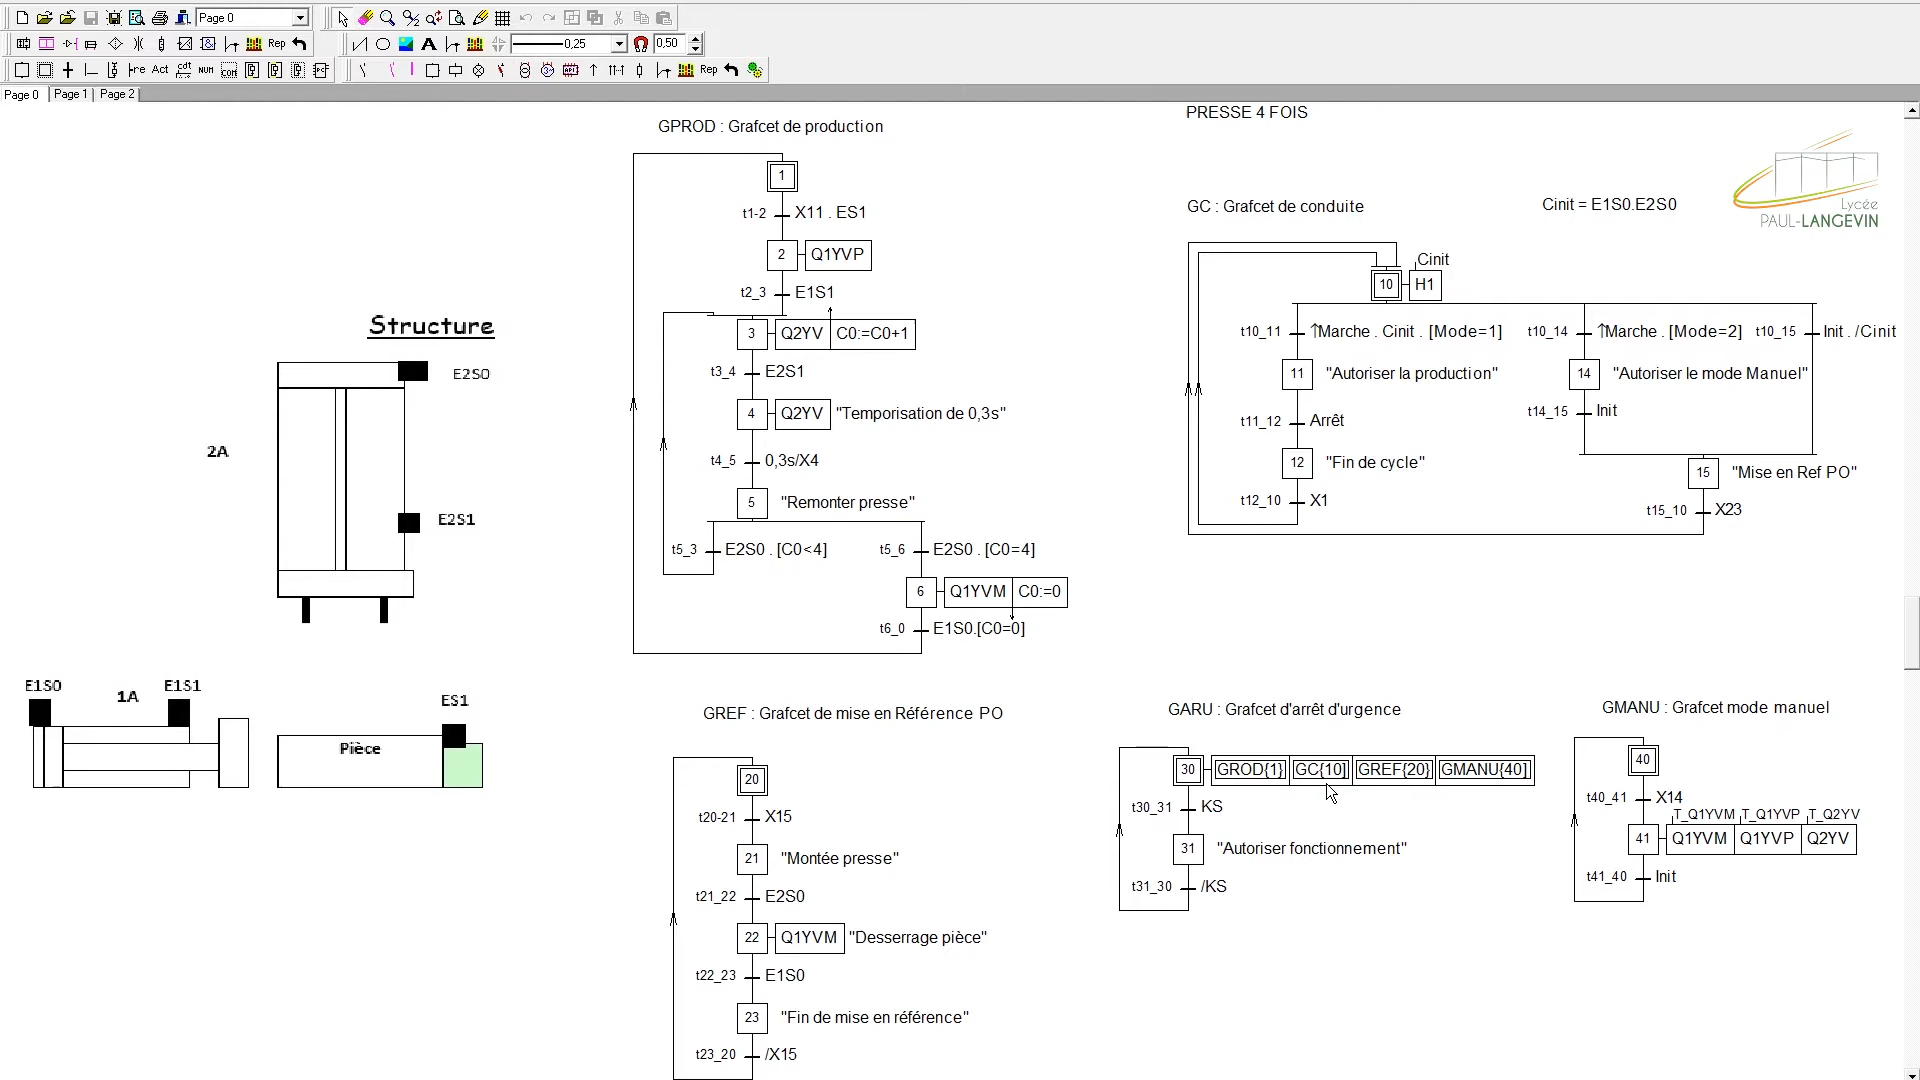 Page 0
0,25
0,50
Rep
Act
cdt
NUM
Rep
Page 0
Page 1
Page 2
PRESSE 4 FOIS
GPROD : Grafcet de production
1
t1-2
X11 . ES1
2
Q1YVP
t2_3
E1S1
3
Q2YV
C0:=C0+1
t3_4
E2S1
4
Q2YV
"Temporisation de 0,3s"
t4_5
0,3s/X4
5
"Remonter presse"
t5_3
E2S0 . [C0<4]
t5_6
E2S0 . [C0=4]
6
Q1YVM
C0:=0
t6_0
E1S0.[C0=0]
Structure
E2S0
2A
E2S1
E1S0
1A
E1S1
ES1
Pièce
GC : Grafcet de conduite
Cinit = E1S0.E2S0
Lycée
PAUL-LANGEVIN
Cinit
10
H1
t10_11
↑Marche . Cinit . [Mode=1]
t10_14
↑Marche . [Mode=2]
t10_15
Init . /Cinit
11
"Autoriser la production"
14
"Autoriser le mode Manuel"
t11_12
Arrêt
t14_15
Init
12
"Fin de cycle"
15
"Mise en Ref PO"
t12_10
X1
t15_10
X23
GREF : Grafcet de mise en Référence PO
20
t20-21
X15
21
"Montée presse"
t21_22
E2S0
22
Q1YVM
"Desserrage pièce"
t22_23
E1S0
23
"Fin de mise en référence"
t23_20
/X15
GARU : Grafcet d'arrêt d'urgence
30
GROD{1}
GC{10]
GREF{20}
GMANU{40]
t30_31
KS
31
"Autoriser fonctionnement"
t31_30
/KS
GMANU : Grafcet mode manuel
40
t40_41
X14
T_Q1YVM
T_Q1YVP
T_Q2YV
41
Q1YVM
Q1YVP
Q2YV
t41_40
Init